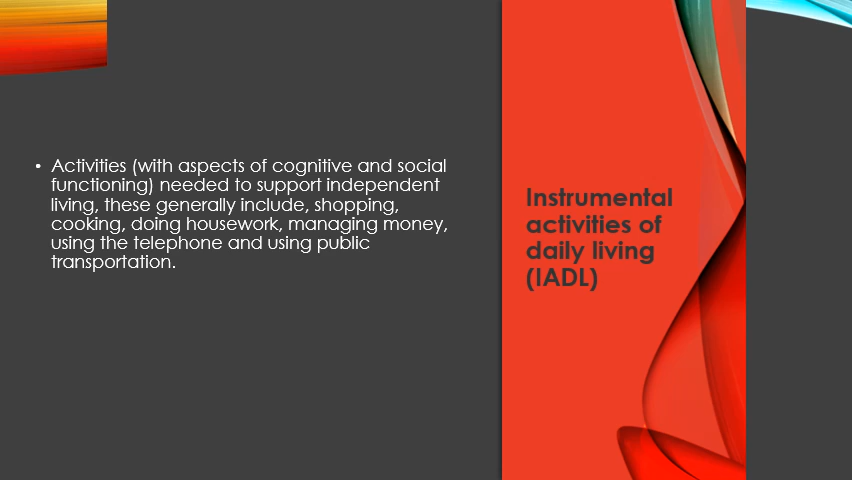 • Activities (with aspects of cognitive and social
functioning) needed to support independent
living, these generally include, shopping,
cooking, doing housework, managing money,
using the telephone and using public
transportation.
Instrumental
activities of
daily living
(IADL)